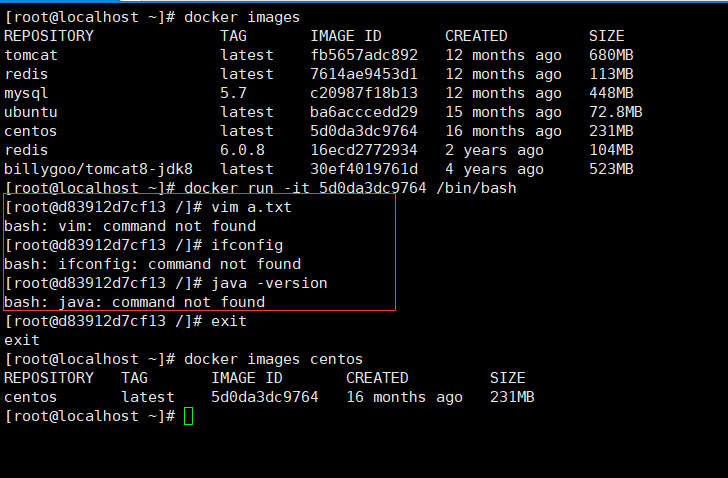 [root@localhost ~]# docker images
REPOSITORY TAG IMAGE ID CREATED SIZE
tomcat latest fb5657adc892 12 months ago 680MB
redis latest 7614ae9453d1 12 months ago 113MB
mysql 5.7 c20987f18b13 12 months ago 448MB
ubuntu latest ba6acccedd29 15 months ago 72.8MB
centos latest 5d0da3dc9764 16 months ago 231MB
redis 6.0.8 16ecd2772934 2 years ago 104MB
billygoo/tomcat8-jdk8 latest 30ef4019761d 4 years ago 523MB
[root@localhost ~]# docker run -it 5d0da3dc9764 /bin/bash
[root@d83912d7cf13 /]# vim a.txt
bash: vim: command not found
[root@d83912d7cf13 /]# ifconfig
bash: ifconfig: command not found
[root@d83912d7cf13 /]# java -version
bash: java: command not found
[root@d83912d7cf13 /]# exit
exit
[root@localhost ~]# docker images centos
REPOSITORY TAG IMAGE ID CREATED SIZE
centos latest 5d0da3dc9764 16 months ago 231MB
[root@localhost ~]#